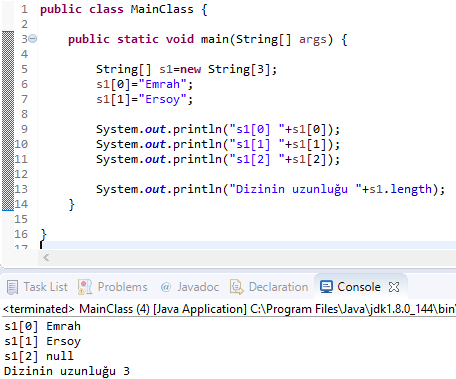 1 public class MainClass {
2
3 public static void main(String[] args) {
4
5 String[] s1=new String[3];
6 s1[0]="Emrah";
7 s1[1]="Ersoy";
8
9 System.out.println("s1[0] "+s1[0]);
10 System.out.println("s1[1] "+s1[1]);
11 System.out.println("s1[2] "+s1[2]);
12
13 System.out.println("Dizinin uzunluğu "+s1.length);
14 }
15
16 }
17
Task List Problems @ Javadoc Declaration Console
<terminated> MainClass (4) [Java Application] C:\Program Files\Java\jdk1.8.0_144\bin\
s1[0] Emrah
s1[1] Ersoy
s1[2] null
Dizinin uzunluğu 3